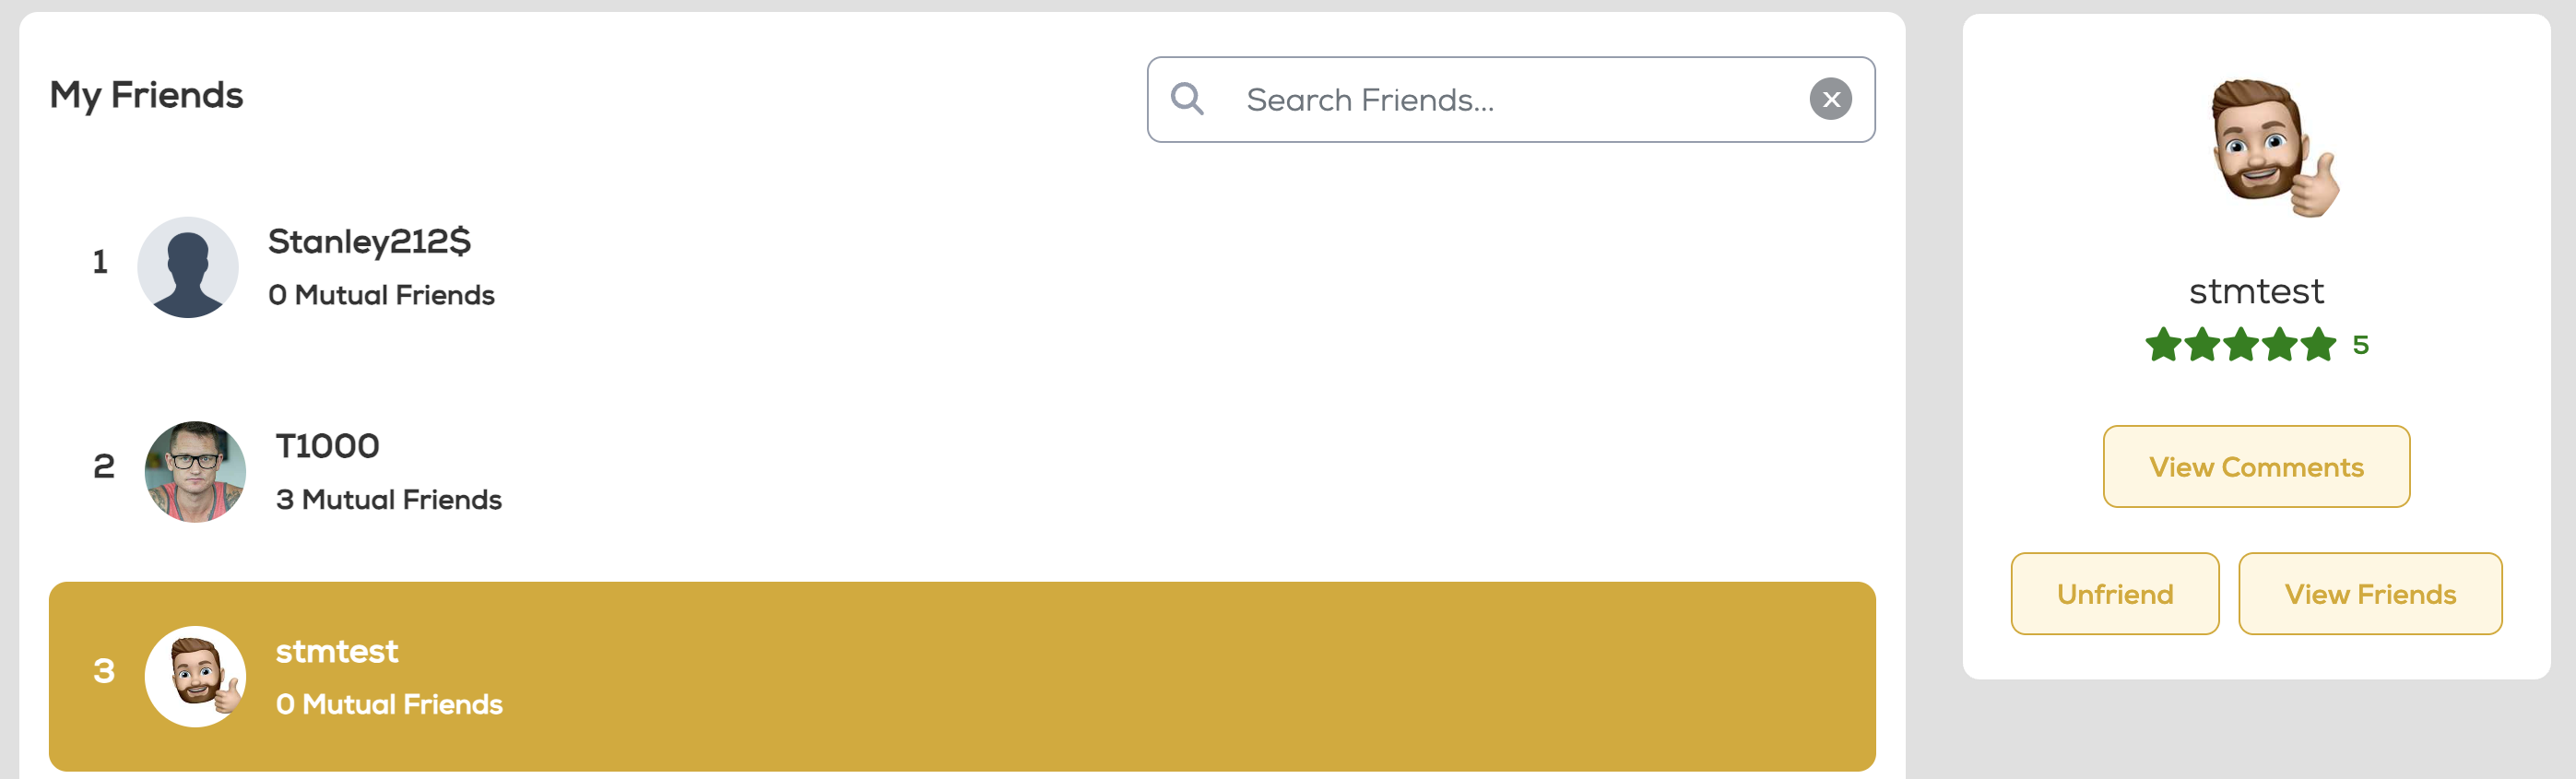 My Friends
Search Friends...
1
Stanley212$
0 Mutual Friends
2
T1000
3 Mutual Friends
3
stmtest
0 Mutual Friends
stmtest
5
View Comments
Unfriend
View Friends